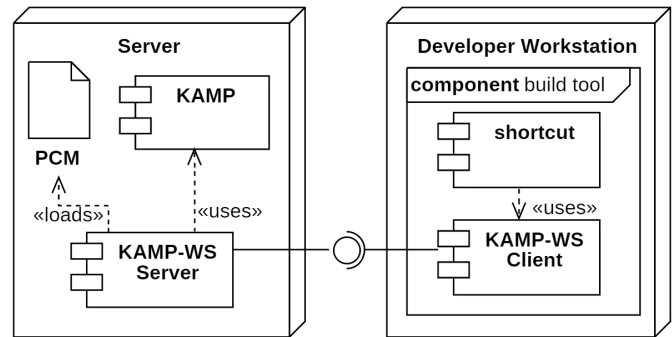 Server
KAMP
PCM
«loads»
«uses»
KAMP-WS
Server
Developer Workstation
component build tool
shortcut
«uses»
KAMP-WS
Client